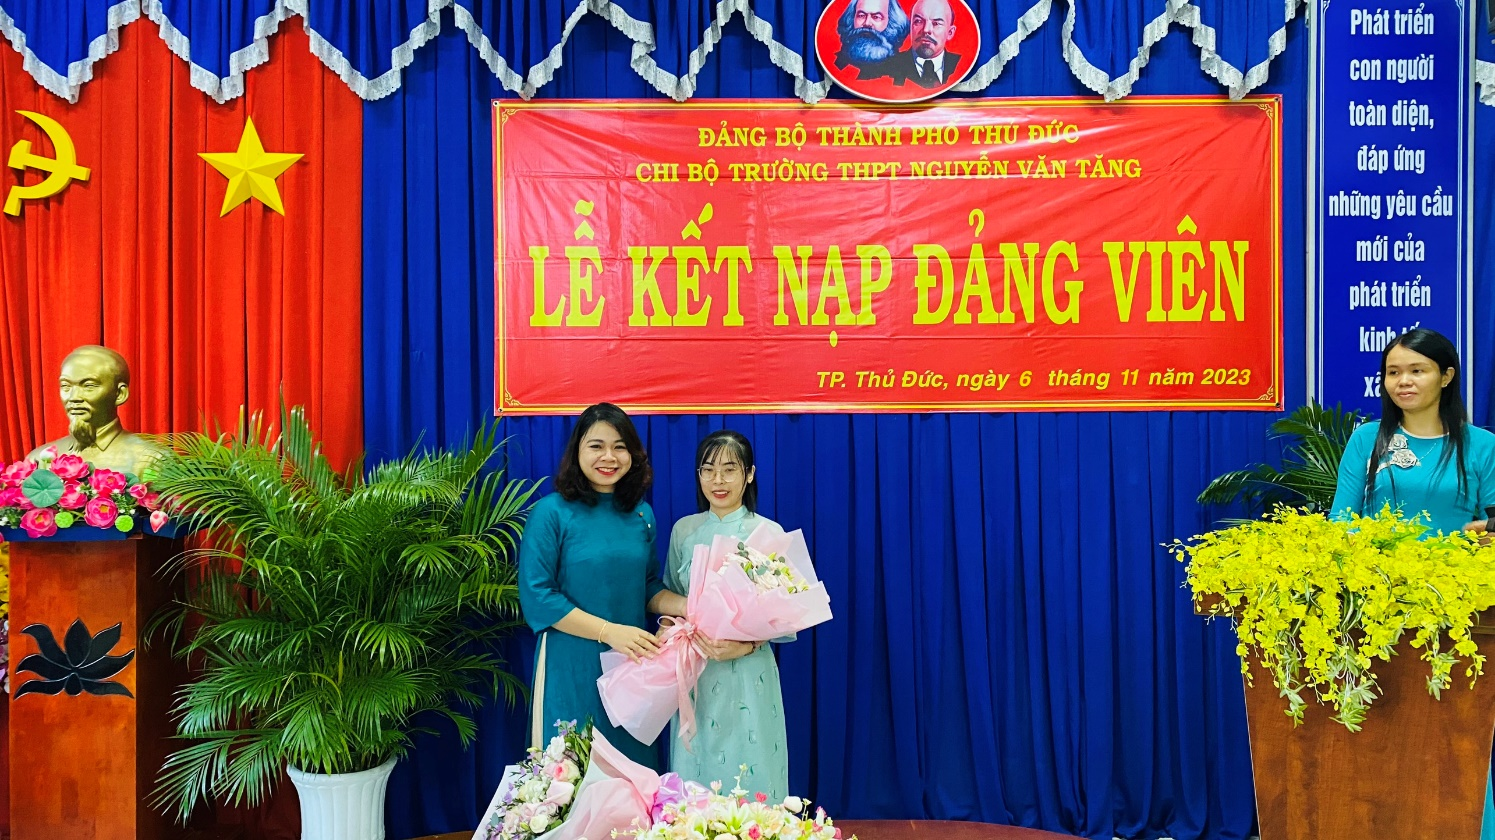 ĐẢNG BỘ THÀNH PHỐ THỦ ĐỨC
CHI BỘ TRƯỜNG THPT NGUYỄN VĂN TĂNG
LỄ KẾT NẠP ĐẢNG VIÊN
TP. Thủ Đức, ngày 6 tháng 11 năm 2023
Phát triển
con người
toàn diện,
đáp ứng
những yêu cầu
mới của
phát triển
kinh tế